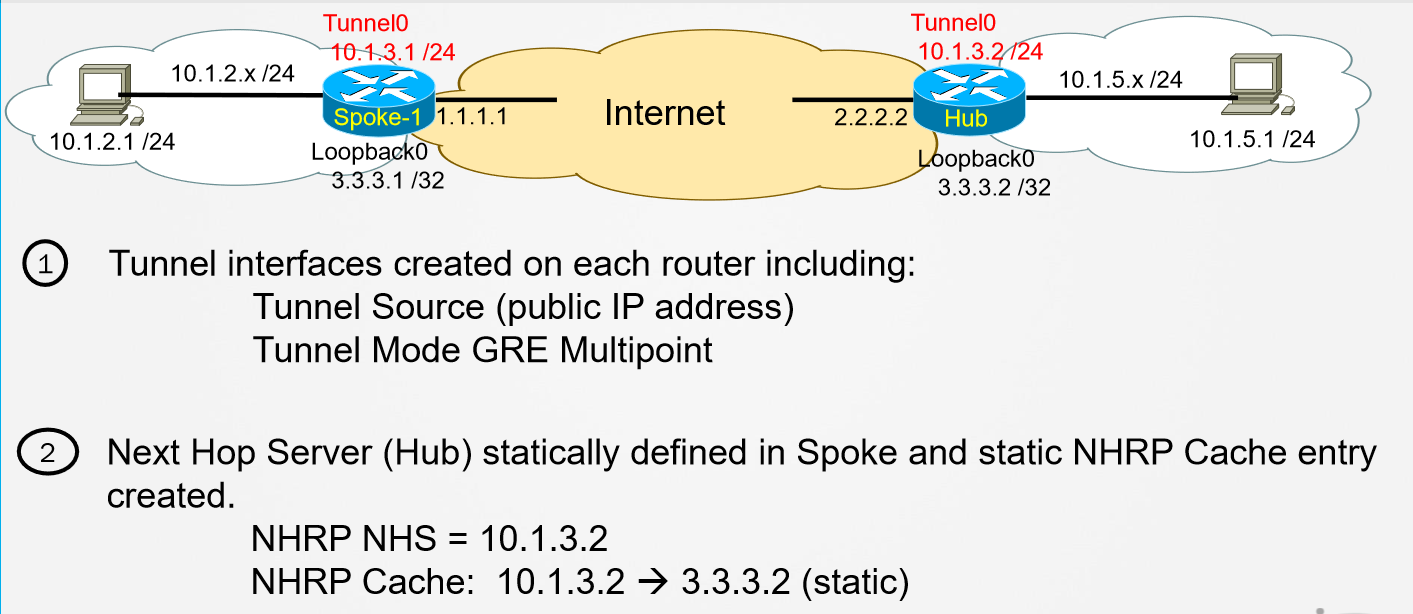 Tunnel0
10.1.3.1 /24
Tunnel0
10.1.3.2 /24
10.1.2.x /24
10.1.5.x /24
Spoke-1
1.1.1.1
Internet
2.2.2.2
Hub
10.1.2.1 /24
10.1.5.1 /24
Loopback0
3.3.3.1 /32
Loopback0
3.3.3.2 /32
1 Tunnel interfaces created on each router including:
Tunnel Source (public IP address)
Tunnel Mode GRE Multipoint
2 Next Hop Server (Hub) statically defined in Spoke and static NHRP Cache entry
created.
NHRP NHS = 10.1.3.2
NHRP Cache: 10.1.3.2 → 3.3.3.2 (static)